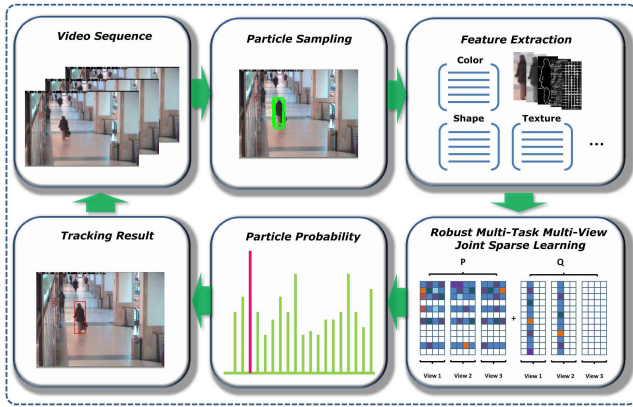 Video Sequence
Particle Sampling
Feature Extraction
Color
Shape
Texture
...
Tracking Result
Particle Probability
Robust Multi-Task Multi-View
Joint Sparse Learning
P
Q
+
View 1
View 2
View 3
View 1
View 2
View 3